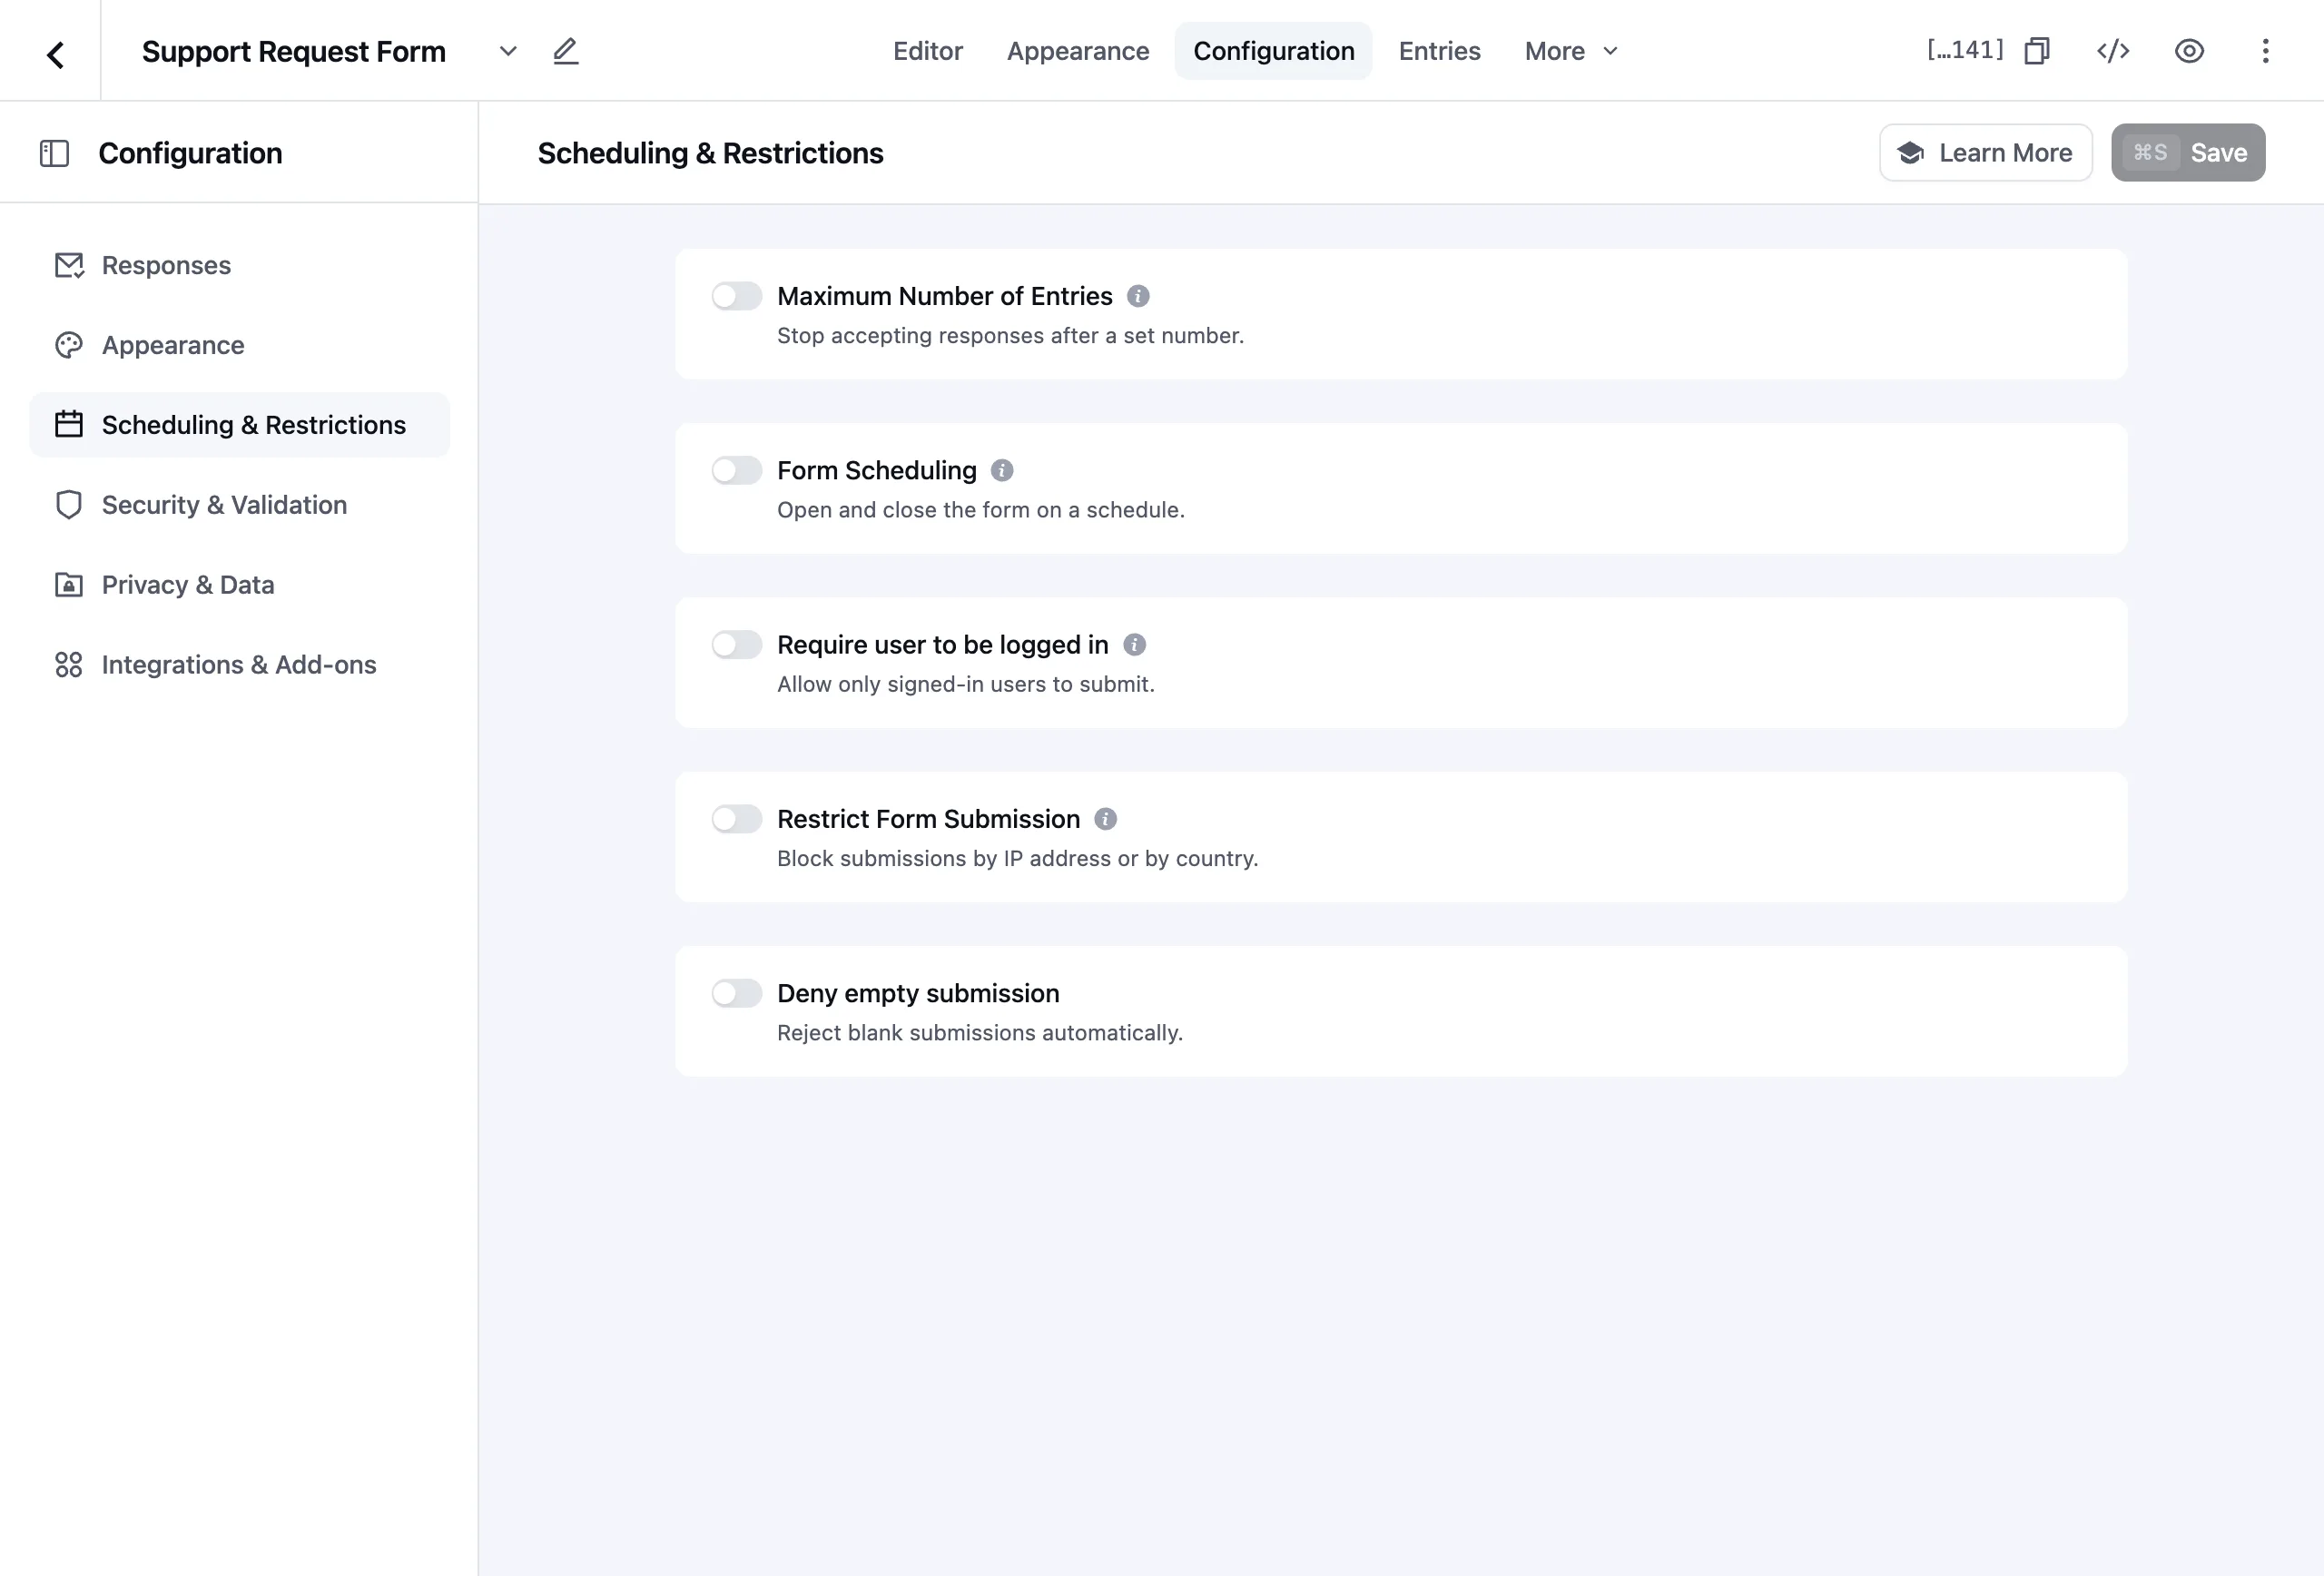 Support Request Form
Editor
Appearance
Configuration
Entries
More
[…141]
Configuration
Scheduling & Restrictions
Learn More
⌘S Save
Responses
Appearance
Scheduling & Restrictions
Security & Validation
Privacy & Data
Integrations & Add-ons
Maximum Number of Entries
Stop accepting responses after a set number.
Form Scheduling
Open and close the form on a schedule.
Require user to be logged in
Allow only signed-in users to submit.
Restrict Form Submission
Block submissions by IP address or by country.
Deny empty submission
Reject blank submissions automatically.